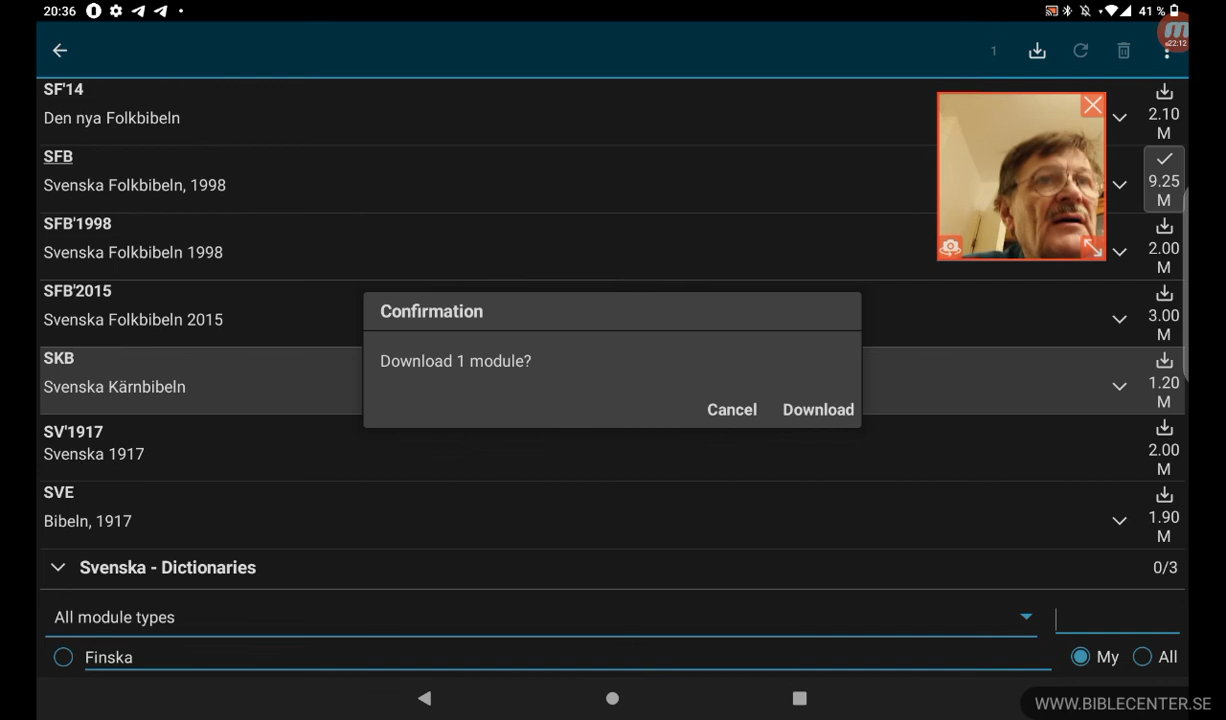 20:36
41 %
22:12
1
SF'14
Den nya Folkbibeln
2.10
M
SFB
Svenska Folkbibeln, 1998
9.25
M
SFB'1998
Svenska Folkbibeln 1998
2.00
M
SFB'2015
Svenska Folkbibeln 2015
3.00
M
Confirmation
Download 1 module?
Cancel Download
SKB
Svenska Kärnbibeln
1.20
M
SV'1917
Svenska 1917
2.00
M
SVE
Bibeln, 1917
1.90
M
Svenska - Dictionaries 0/3
All module types
Finska My All
WWW.BIBLECENTER.SE